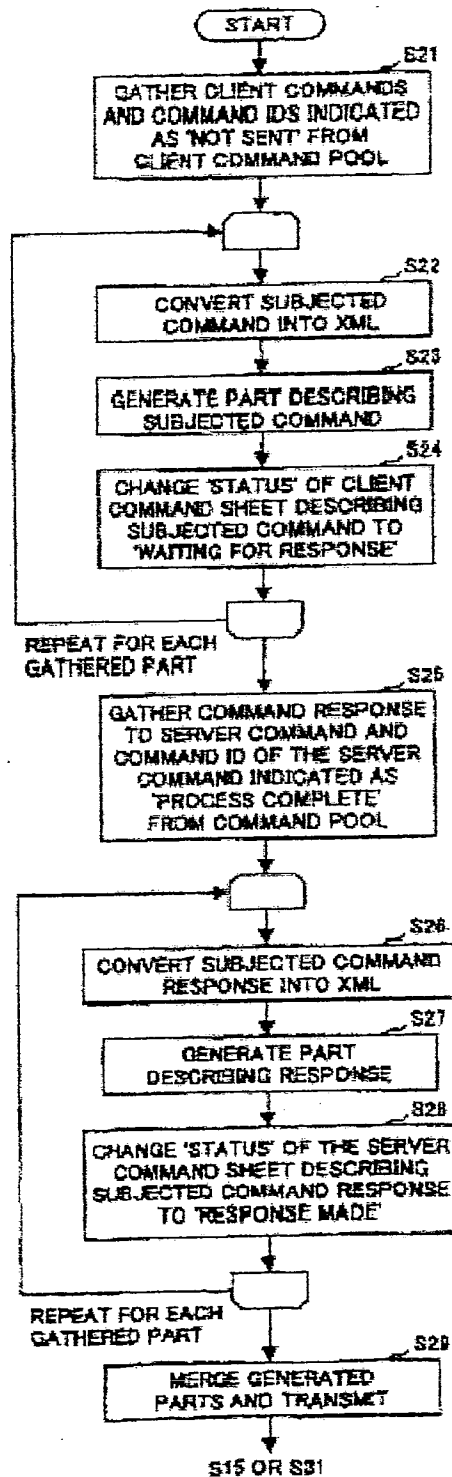 START
S21
GATHER CLIENT COMMANDS
AND COMMAND IDS INDICATED
AS 'NOT SENT' FROM
CLIENT COMMAND POOL
S22
CONVERT SUBJECTED
COMMAND INTO XML
S23
GENERATE PART DESCRIBING
SUBJECTED COMMAND
S24
CHANGE 'STATUS' OF CLIENT
COMMAND SHEET DESCRIBING
SUBJECTED COMMAND TO
'WAITING FOR RESPONSE'
REPEAT FOR EACH
GATHERED PART
S25
GATHER COMMAND RESPONSE
TO SERVER COMMAND AND
COMMAND ID OF THE SERVER
COMMAND INDICATED AS
'PROCESS COMPLETE'
FROM COMMAND POOL
S26
CONVERT SUBJECTED COMMAND
RESPONSE INTO XML
S27
GENERATE PART
DESCRIBING RESPONSE
S28
CHANGE 'STATUS' OF THE SERVER
COMMAND SHEET DESCRIBING
SUBJECTED COMMAND RESPONSE
TO 'RESPONSE MADE'
REPEAT FOR EACH
GATHERED PART
S29
MERGE GENERATED
PARTS AND TRANSMIT
S15 OR S31